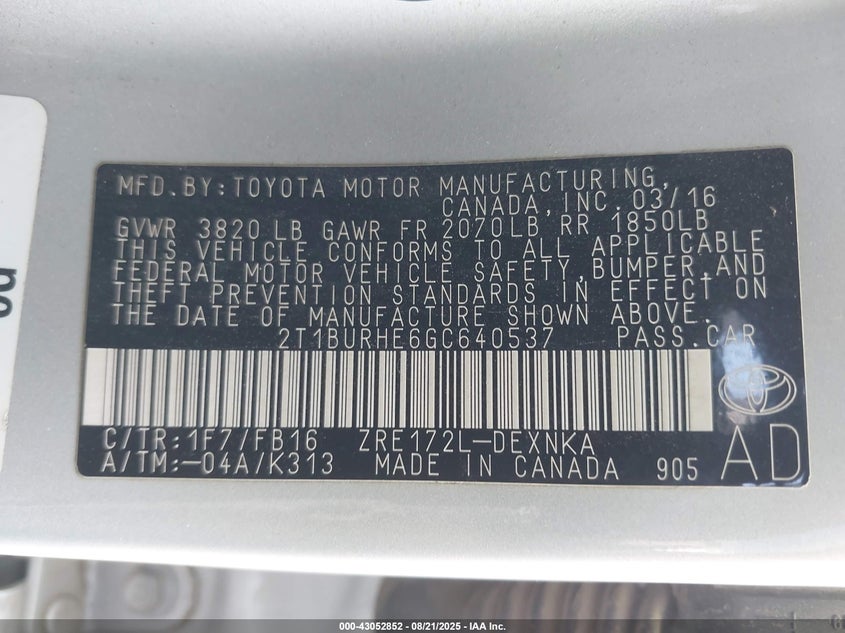 MFD.BY:TOYOTA MOTOR MANUFACTURING,
CANADA,INC. 03/16
GVWR 3820 LB GAWR FR 2070LB RR 1850LB
THIS VEHICLE CONFORMS TO ALL APPLICABLE
FEDERAL MOTOR VEHICLE SAFETY,BUMPER,AND
THEFT PREVENTION STANDARDS IN EFFECT ON
THE DATE OF MANUFACTURE SHOWN ABOVE.
2T1BURHE6GC640537 PASS.CAR
C/TR:1F7/FB16 ZRE172L-DEXNKA
A/TM:-04A/K313 MADE IN CANADA 905
AD
000-43052852 - 08/21/2025 - IAA Inc.